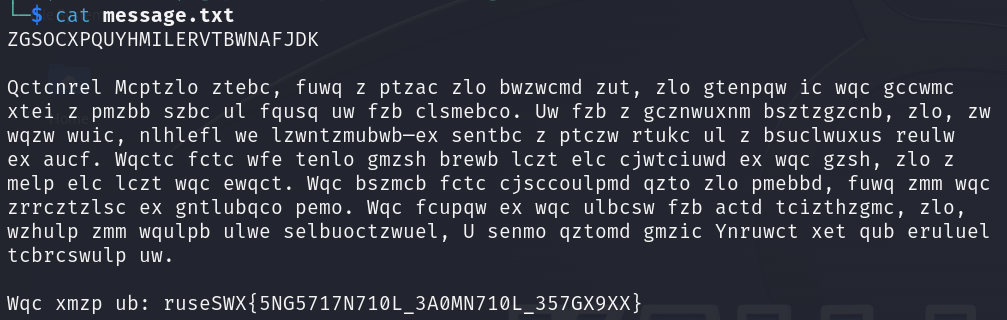 └─$ cat message.txt
ZGSOCXPQUYHMILERVTBWNAFJDK
Qctcnrel Mcptzlo ztebc, fuwq z ptzac zlo bwzwcmd zut, zlo gtenpqw ic wqc gccwmc
xtei z pmzbb szbc ul fqusq uw fzb clsmebco. Uw fzb z gcznwuxnm bsztzgzcnb, zlo, zw
wqzw wuic, nlhlefl we lzwntzmubwb—ex sentbc z ptczw rtukc ul z bsuclwuxus reulw
ex aucf. Wqctc fctc wfe tenlo gmzsh brewb lczt elc cjwtciuwd ex wqc gzsh, zlo z
melp elc lczt wqc ewqct. Wqc bszmcb fctc cjsccoulpmd qzto zlo pmebbd, fuwq zmm wqc
zrrcztzlsc ex gntlubqco pemo. Wqc fcupqw ex wqc ulbcsw fzb actd tcizthzgmc, zlo,
wzhulp zmm wqulpb ulwe selbuoctzwuel, U senmo qztomd gmzic Ynruwct xet qub eruluel
tcbrcswulp uw.
Wqc xmzp ub: ruseSWX{5NG5717N710L_3A0MN710L_357GX9XX}